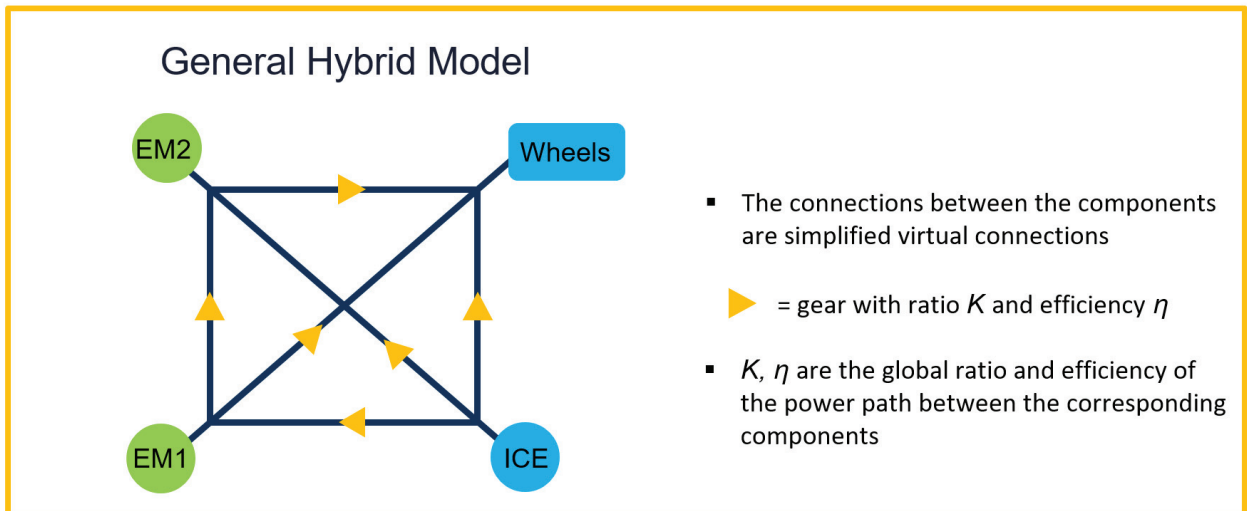 General Hybrid Model
EM2
Wheels
EM1
ICE
▪ The connections between the components
are simplified virtual connections
= gear with ratio K and efficiency η
▪ K, η are the global ratio and efficiency of
the power path between the corresponding
components